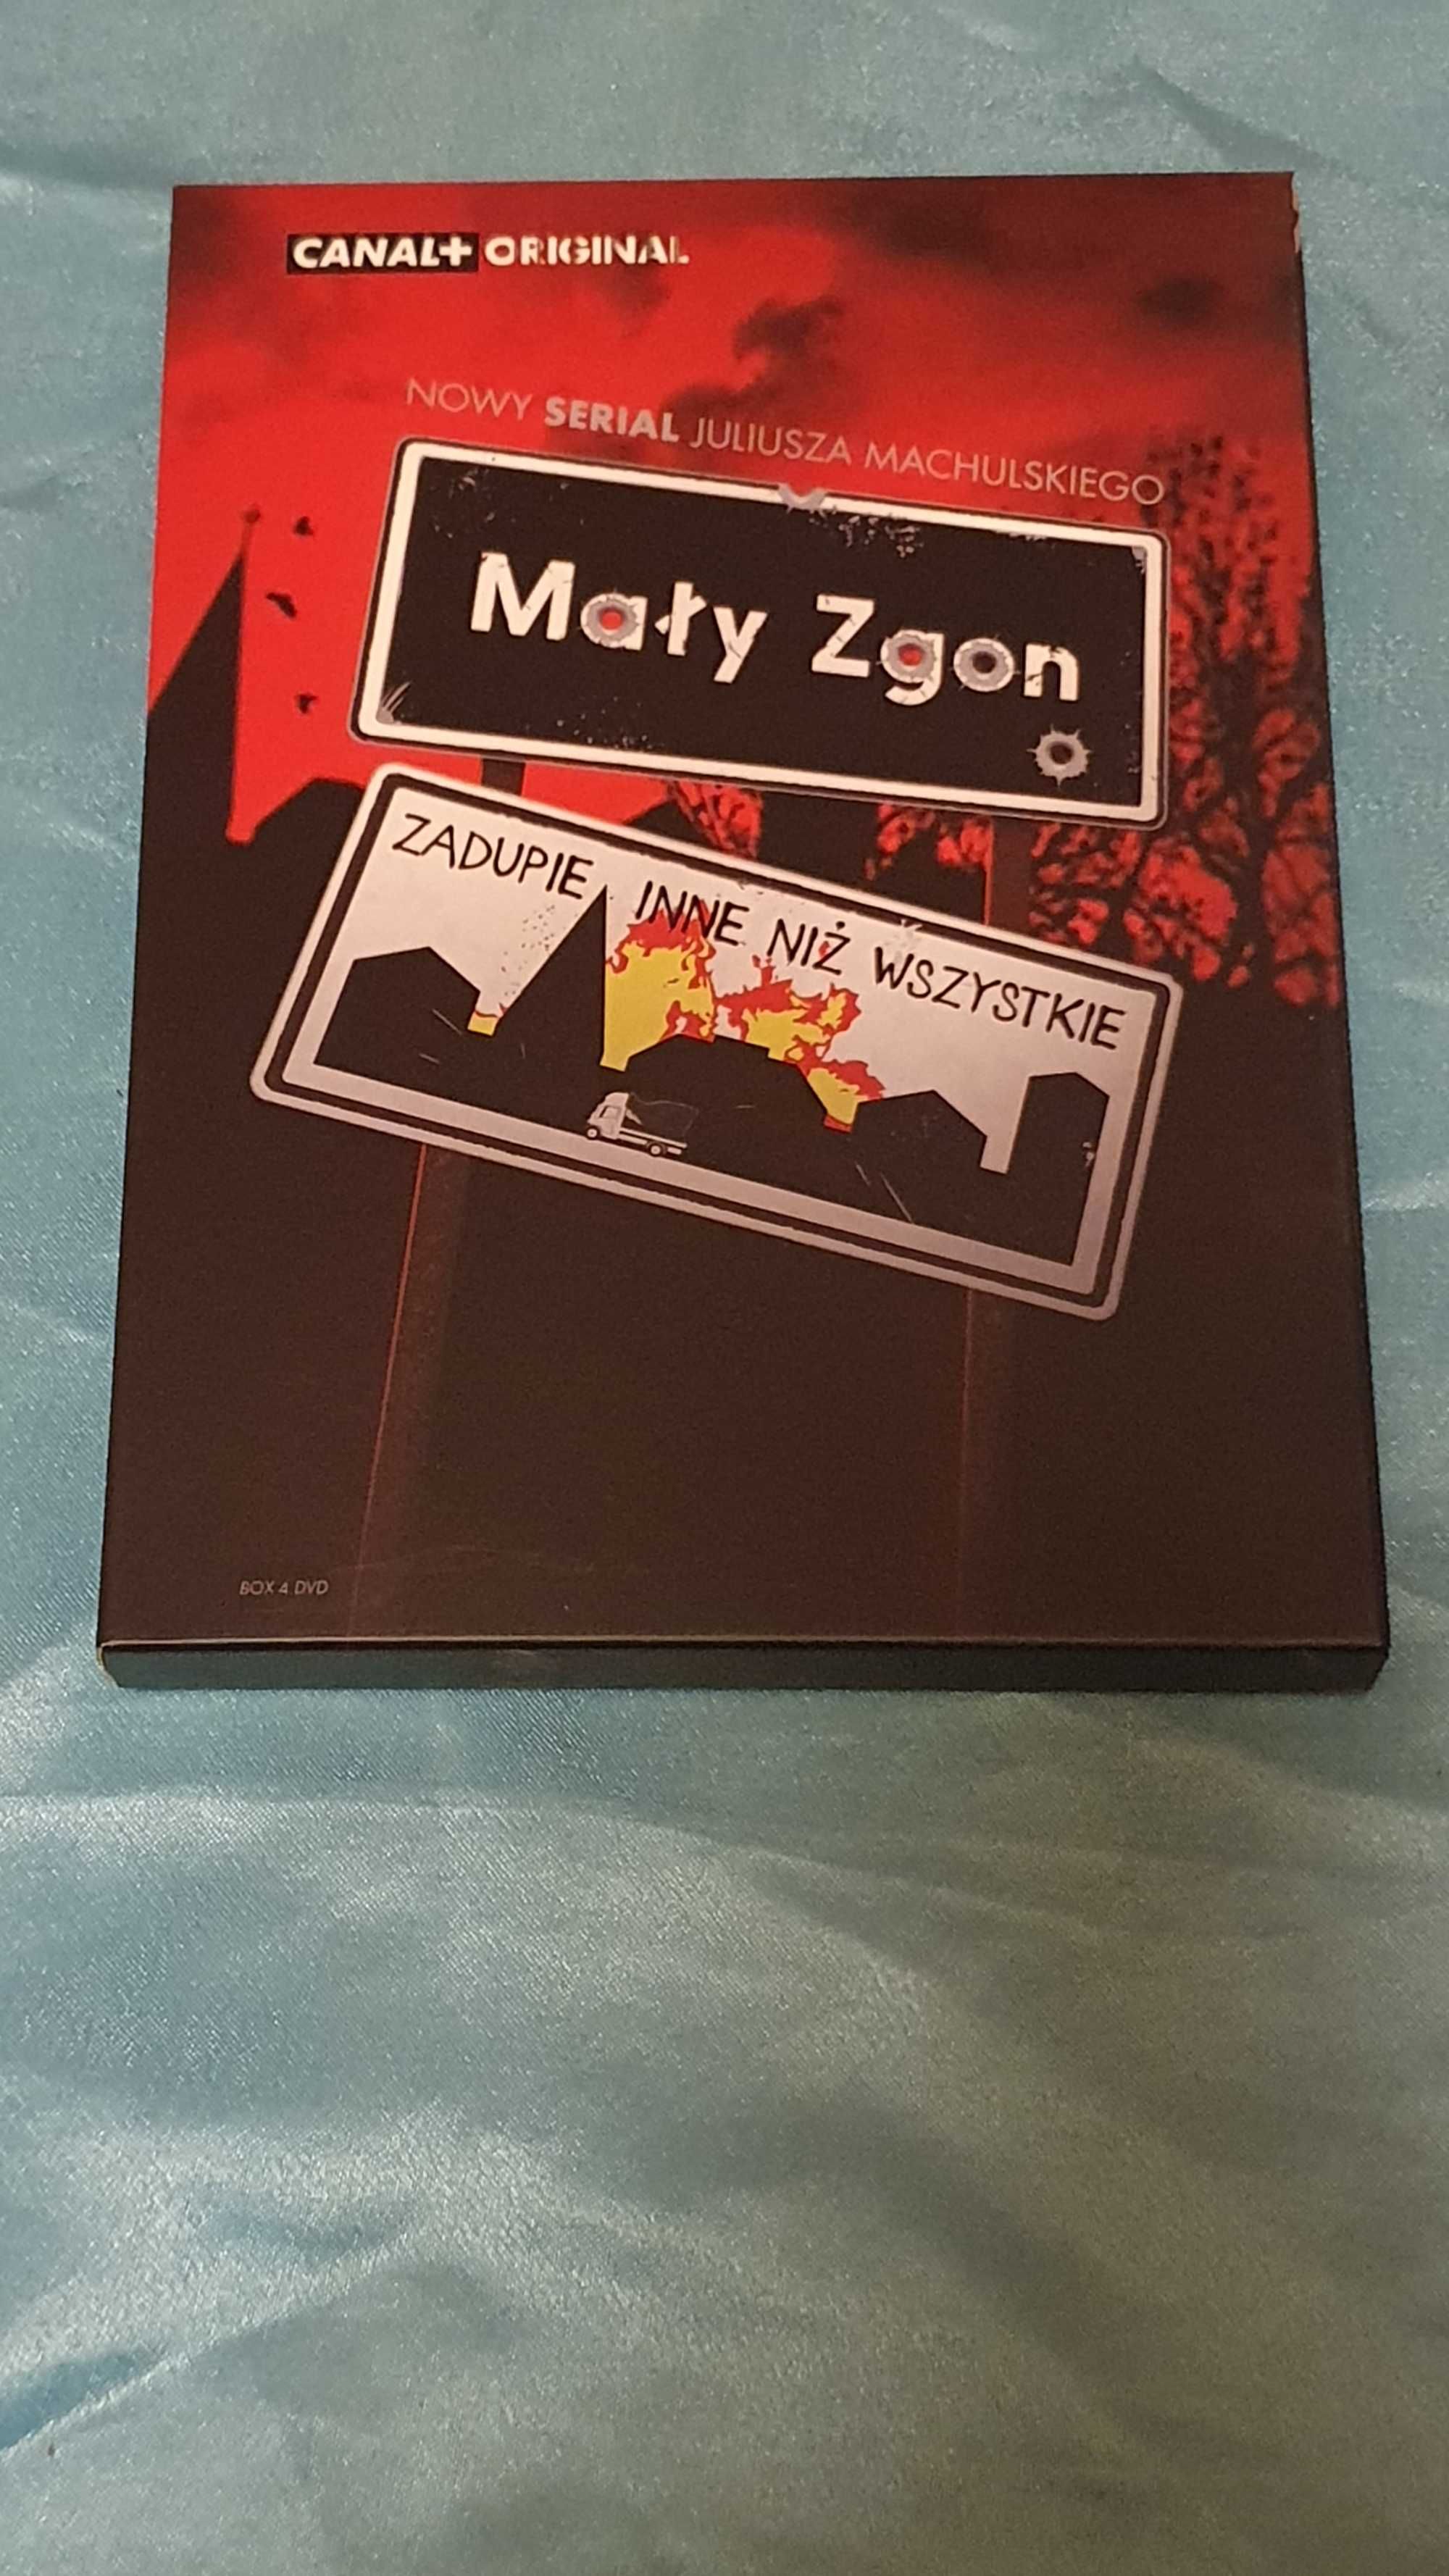 CANAL+ ORIGINAL
NOWY SERIAL JULIUSZA MACHULSKIEGO
Mały Zgon
ZADUPIE INNE NIŻ WSZYSTKIE
BOX 4 DVD